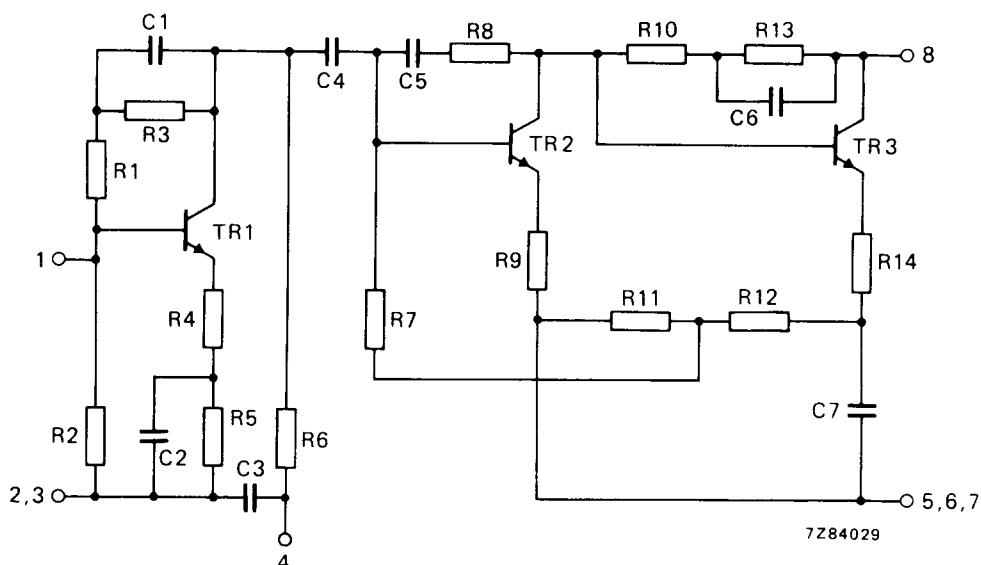 C1
R8
R10
R13
8
C4
C5
C6
R3
TR2
TR3
R1
TR1
1
R9
R14
R4
R7
R11
R12
R2
C2
R5
C3
R6
C7
2,3
5,6,7
7Z84029
4